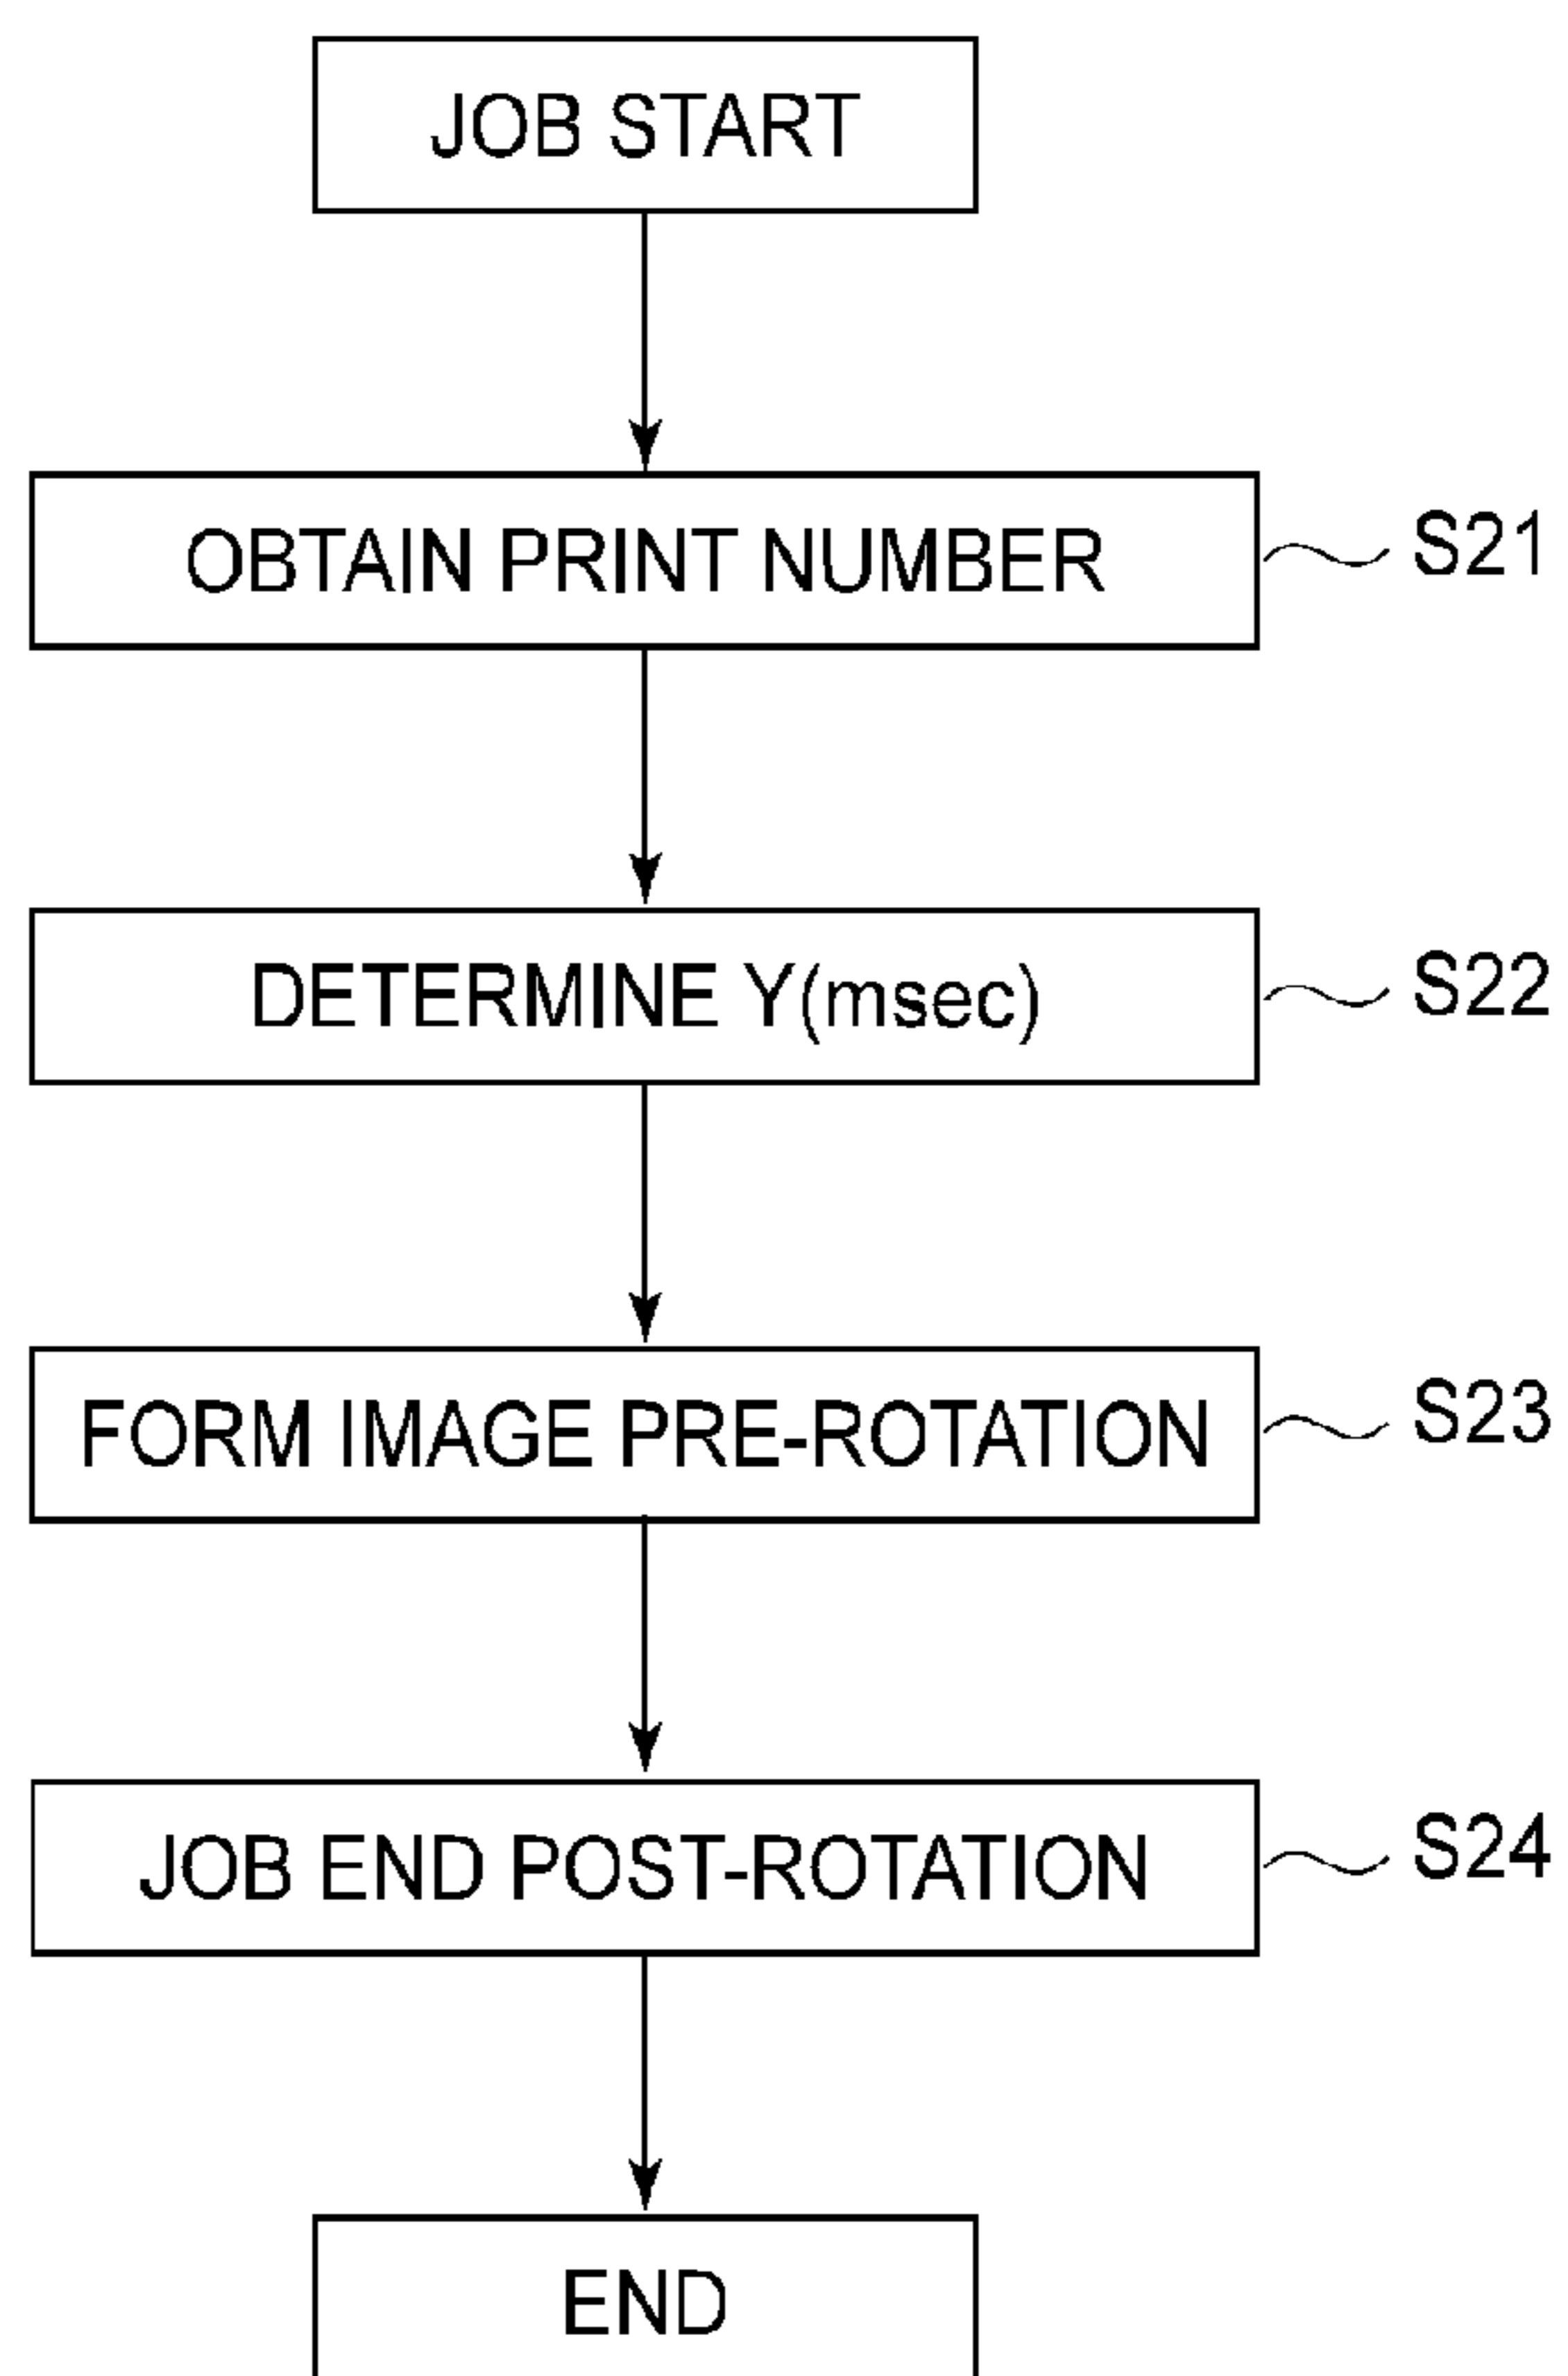 JOB START
OBTAIN PRINT NUMBER S21
DETERMINE Y(msec) S22
FORM IMAGE PRE-ROTATION S23
JOB END POST-ROTATION S24
END